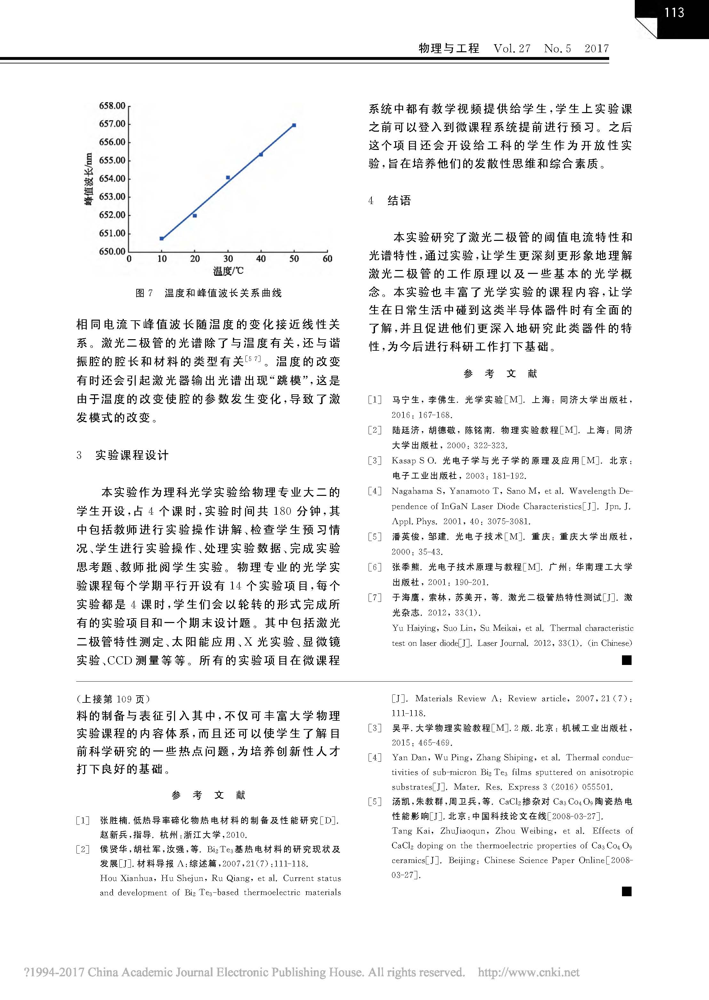 113
物理与工程 Vol. 27 No. 5 2017
658.00
657.00
656.00
655.00
654.00
653.00
652.00
651.00
650.00
峰值波长/nm
0 10 20 30 40 50 60
温度/℃
图 7 温度和峰值波长关系曲线
相同电流下峰值波长随温度的变化接近线性关
系。激光二极管的光谱除了与温度有关,还与谐
振腔的腔长和材料的类型有关[5 7]。温度的改变
有时还会引起激光器输出光谱出现“跳模”,这是
由于温度的改变使腔的参数发生变化,导致了激
发模式的改变。
3 实验课程设计
本实验作为理科光学实验给物理专业大二的
学生开设,占 4 个课时,实验时间共 180 分钟,其
中包括教师进行实验操作讲解、检查学生预习情
况、学生进行实验操作、处理实验数据、完成实验
思考题、教师批阅学生实验。物理专业的光学实
验课程每个学期平行开设有 14 个实验项目,每个
实验都是 4 课时,学生们会以轮转的形式完成所
有的实验项目和一个期末设计题。其中包括激光
二极管特性测定、太阳能应用、X 光实验、显微镜
实验、CCD 测量等等。所有的实验项目在微课程
系统中都有教学视频提供给学生,学生上实验课
之前可以登入到微课程系统提前进行预习。之后
这个项目还会开设给工科的学生作为开放性实
验,旨在培养他们的发散性思维和综合素质。
4 结语
本实验研究了激光二极管的阈值电流特性和
光谱特性,通过实验,让学生更深刻更形象地理解
激光二极管的工作原理以及一些基本的光学概
念。本实验也丰富了光学实验的课程内容,让学
生在日常生活中碰到这类半导体器件时有全面的
了解,并且促进他们更深入地研究此类器件的特
性,为今后进行科研工作打下基础。
参 考 文 献
[1] 马宁生, 李佛生. 光学实验[M]. 上海: 同济大学出版社,
2016: 167-168.
[2] 陆廷济, 胡德敬, 陈铭南. 物理实验教程[M]. 上海: 同济
大学出版社, 2000: 322-323.
[3] Kasap S O. 光电子学与光子学的原理及应用[M]. 北京:
电子工业出版社, 2003: 181-192.
[4] Nagahama S, Yanamoto T, Sano M, et al. Wavelength De-
pendence of InGaN Laser Diode Characteristics[J]. Jpn. J.
Appl. Phys. 2001, 40: 3075-3081.
[5] 潘英俊, 邹建. 光电子技术[M]. 重庆: 重庆大学出版社,
2000: 35-43.
[6] 张季熊. 光电子技术原理与教程[M]. 广州: 华南理工大学
出版社, 2001: 190-201.
[7] 于海鹰, 索林, 苏美开, 等. 激光二极管热特性测试[J]. 激
光杂志. 2012, 33(1).
Yu Haiying, Suo Lin, Su Meikai, et al. Thermal characteristic
test on laser diode[J]. Laser Journal. 2012, 33(1). (in Chinese)
(上接第 109 页)
料的制备与表征引入其中,不仅可丰富大学物理
实验课程的内容体系,而且还可以使学生了解目
前科学研究的一些热点问题,为培养创新性人才
打下良好的基础。
参 考 文 献
[1] 张胜楠. 低热导率碲化物热电材料的制备及性能研究[D].
赵新兵,指导. 杭州:浙江大学,2010.
[2] 侯贤华,胡社军,汝强,等. Bi₂Te₃基热电材料的研究现状及
发展[J]. 材料导报 A:综述篇,2007,21(7):111-118.
Hou Xianhua, Hu Shejun, Ru Qiang, et al. Current status
and development of Bi₂Te₃-based thermoelectric materials
[J]. Materials Review A: Review article, 2007, 21(7):
111-118.
[3] 吴平. 大学物理实验教程[M]. 2 版. 北京: 机械工业出版社,
2015: 465-469.
[4] Yan Dan, Wu Ping, Zhang Shiping, et al. Thermal conduc-
tivities of sub-micron Bi₂Te₃ films sputtered on anisotropic
substrates[J]. Mater. Res. Express 3 (2016) 055501.
[5] 汤凯,朱教群,周卫兵,等. CaCl₂掺杂对 Ca₃Co₄O₉陶瓷热电
性能影响[J]. 北京:中国科技论文在线[2008-03-27].
Tang Kai, ZhuJiaoqun, Zhou Weibing, et al. Effects of
CaCl₂ doping on the thermoelectric properties of Ca₃Co₄O₉
ceramics[J]. Beijing: Chinese Science Paper Online[2008-
03-27].
?1994-2017 China Academic Journal Electronic Publishing House. All rights reserved. http://www.cnki.net